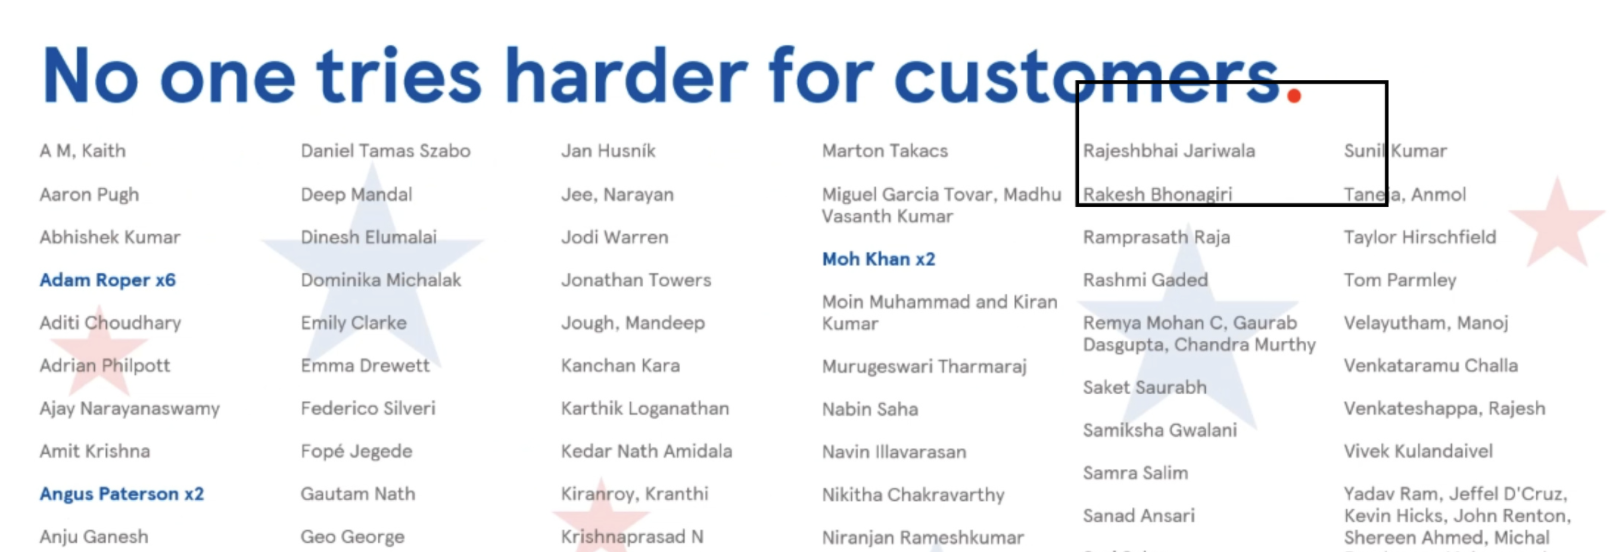 No one tries harder for customers.
A M, Kaith
Aaron Pugh
Abhishek Kumar
Adam Roper x6
Aditi Choudhary
Adrian Philpott
Ajay Narayanaswamy
Amit Krishna
Angus Paterson x2
Anju Ganesh
Daniel Tamas Szabo
Deep Mandal
Dinesh Elumalai
Dominika Michalak
Emily Clarke
Emma Drewett
Federico Silveri
Fopé Jegede
Gautam Nath
Geo George
Jan Husník
Jee, Narayan
Jodi Warren
Jonathan Towers
Jough, Mandeep
Kanchan Kara
Karthik Loganathan
Kedar Nath Amidala
Kiranroy, Kranthi
Krishnaprasad N
Marton Takacs
Miguel Garcia Tovar, Madhu
Vasanth Kumar
Moh Khan x2
Moin Muhammad and Kiran
Kumar
Murugeswari Tharmaraj
Nabin Saha
Navin Illavarasan
Nikitha Chakravarthy
Niranjan Rameshkumar
Rajeshbhai Jariwala
Rakesh Bhonagiri
Ramprasath Raja
Rashmi Gaded
Remya Mohan C, Gaurab
Dasgupta, Chandra Murthy
Saket Saurabh
Samiksha Gwalani
Samra Salim
Sanad Ansari
Sunil Kumar
Taneja, Anmol
Taylor Hirschfield
Tom Parmley
Velayutham, Manoj
Venkataramu Challa
Venkateshappa, Rajesh
Vivek Kulandaivel
Yadav Ram, Jeffel D'Cruz,
Kevin Hicks, John Renton,
Shereen Ahmed, Michal